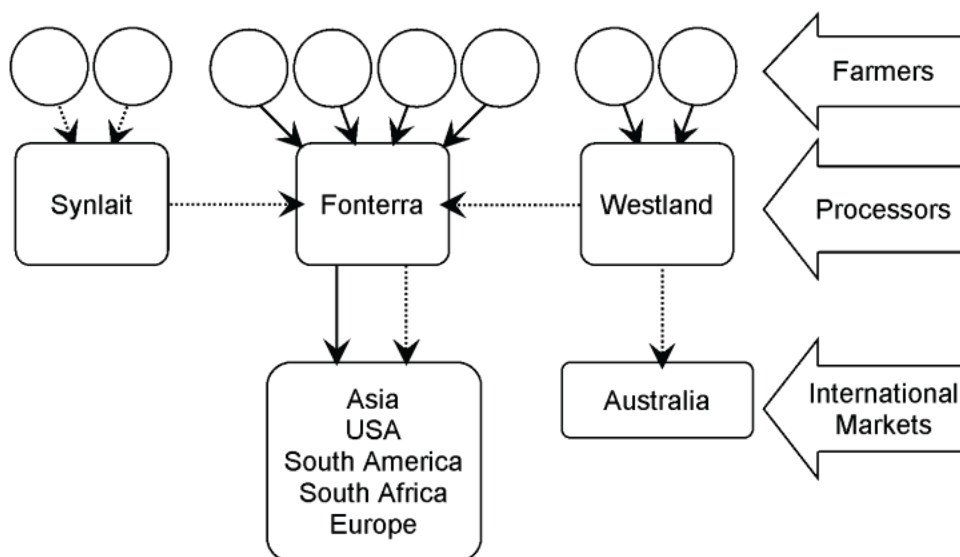 Farmers
Synlait
Fonterra
Westland
Processors
Asia
USA
South America
South Africa
Europe
Australia
International
Markets